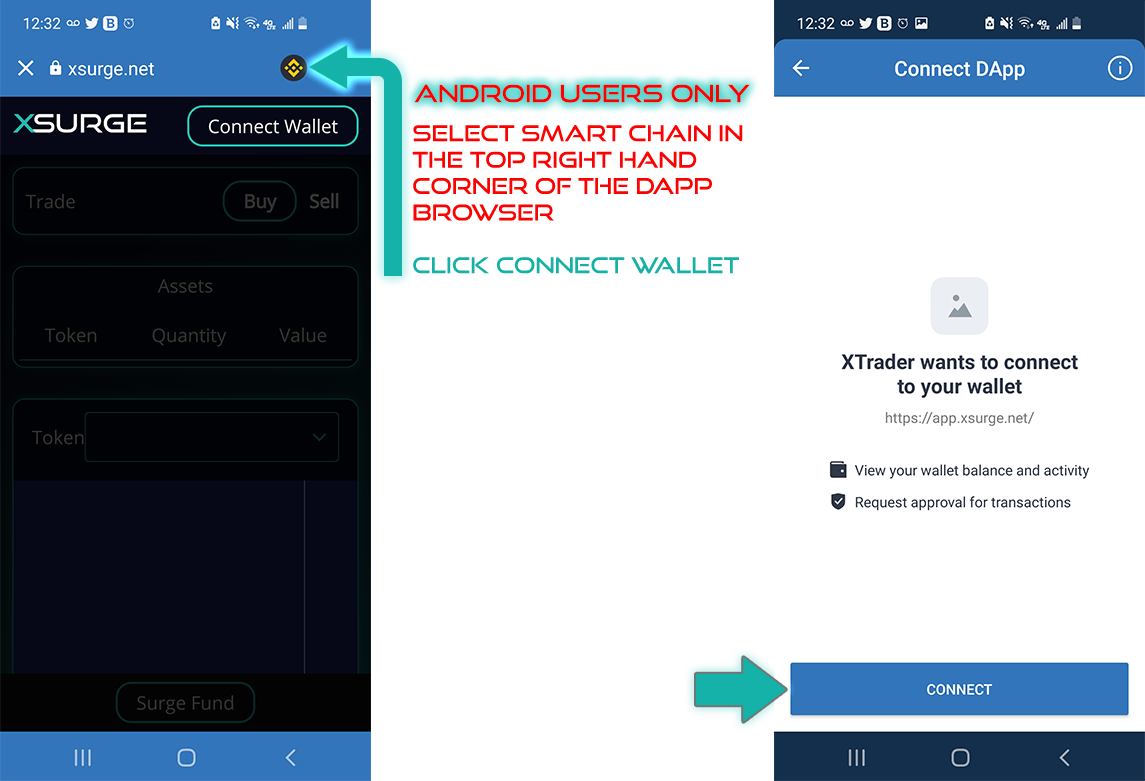 12:32
xsurge.net
XSURGE
Connect Wallet
Trade
Buy
Sell
Assets
Token
Quantity
Value
Token
Surge Fund
ANDROID USERS ONLY
SELECT SMART CHAIN IN
THE TOP RIGHT HAND
CORNER OF THE DAPP
BROWSER
CLICK CONNECT WALLET
12:32
Connect DApp
XTrader wants to connect
to your wallet
https://app.xsurge.net/
View your wallet balance and activity
Request approval for transactions
CONNECT